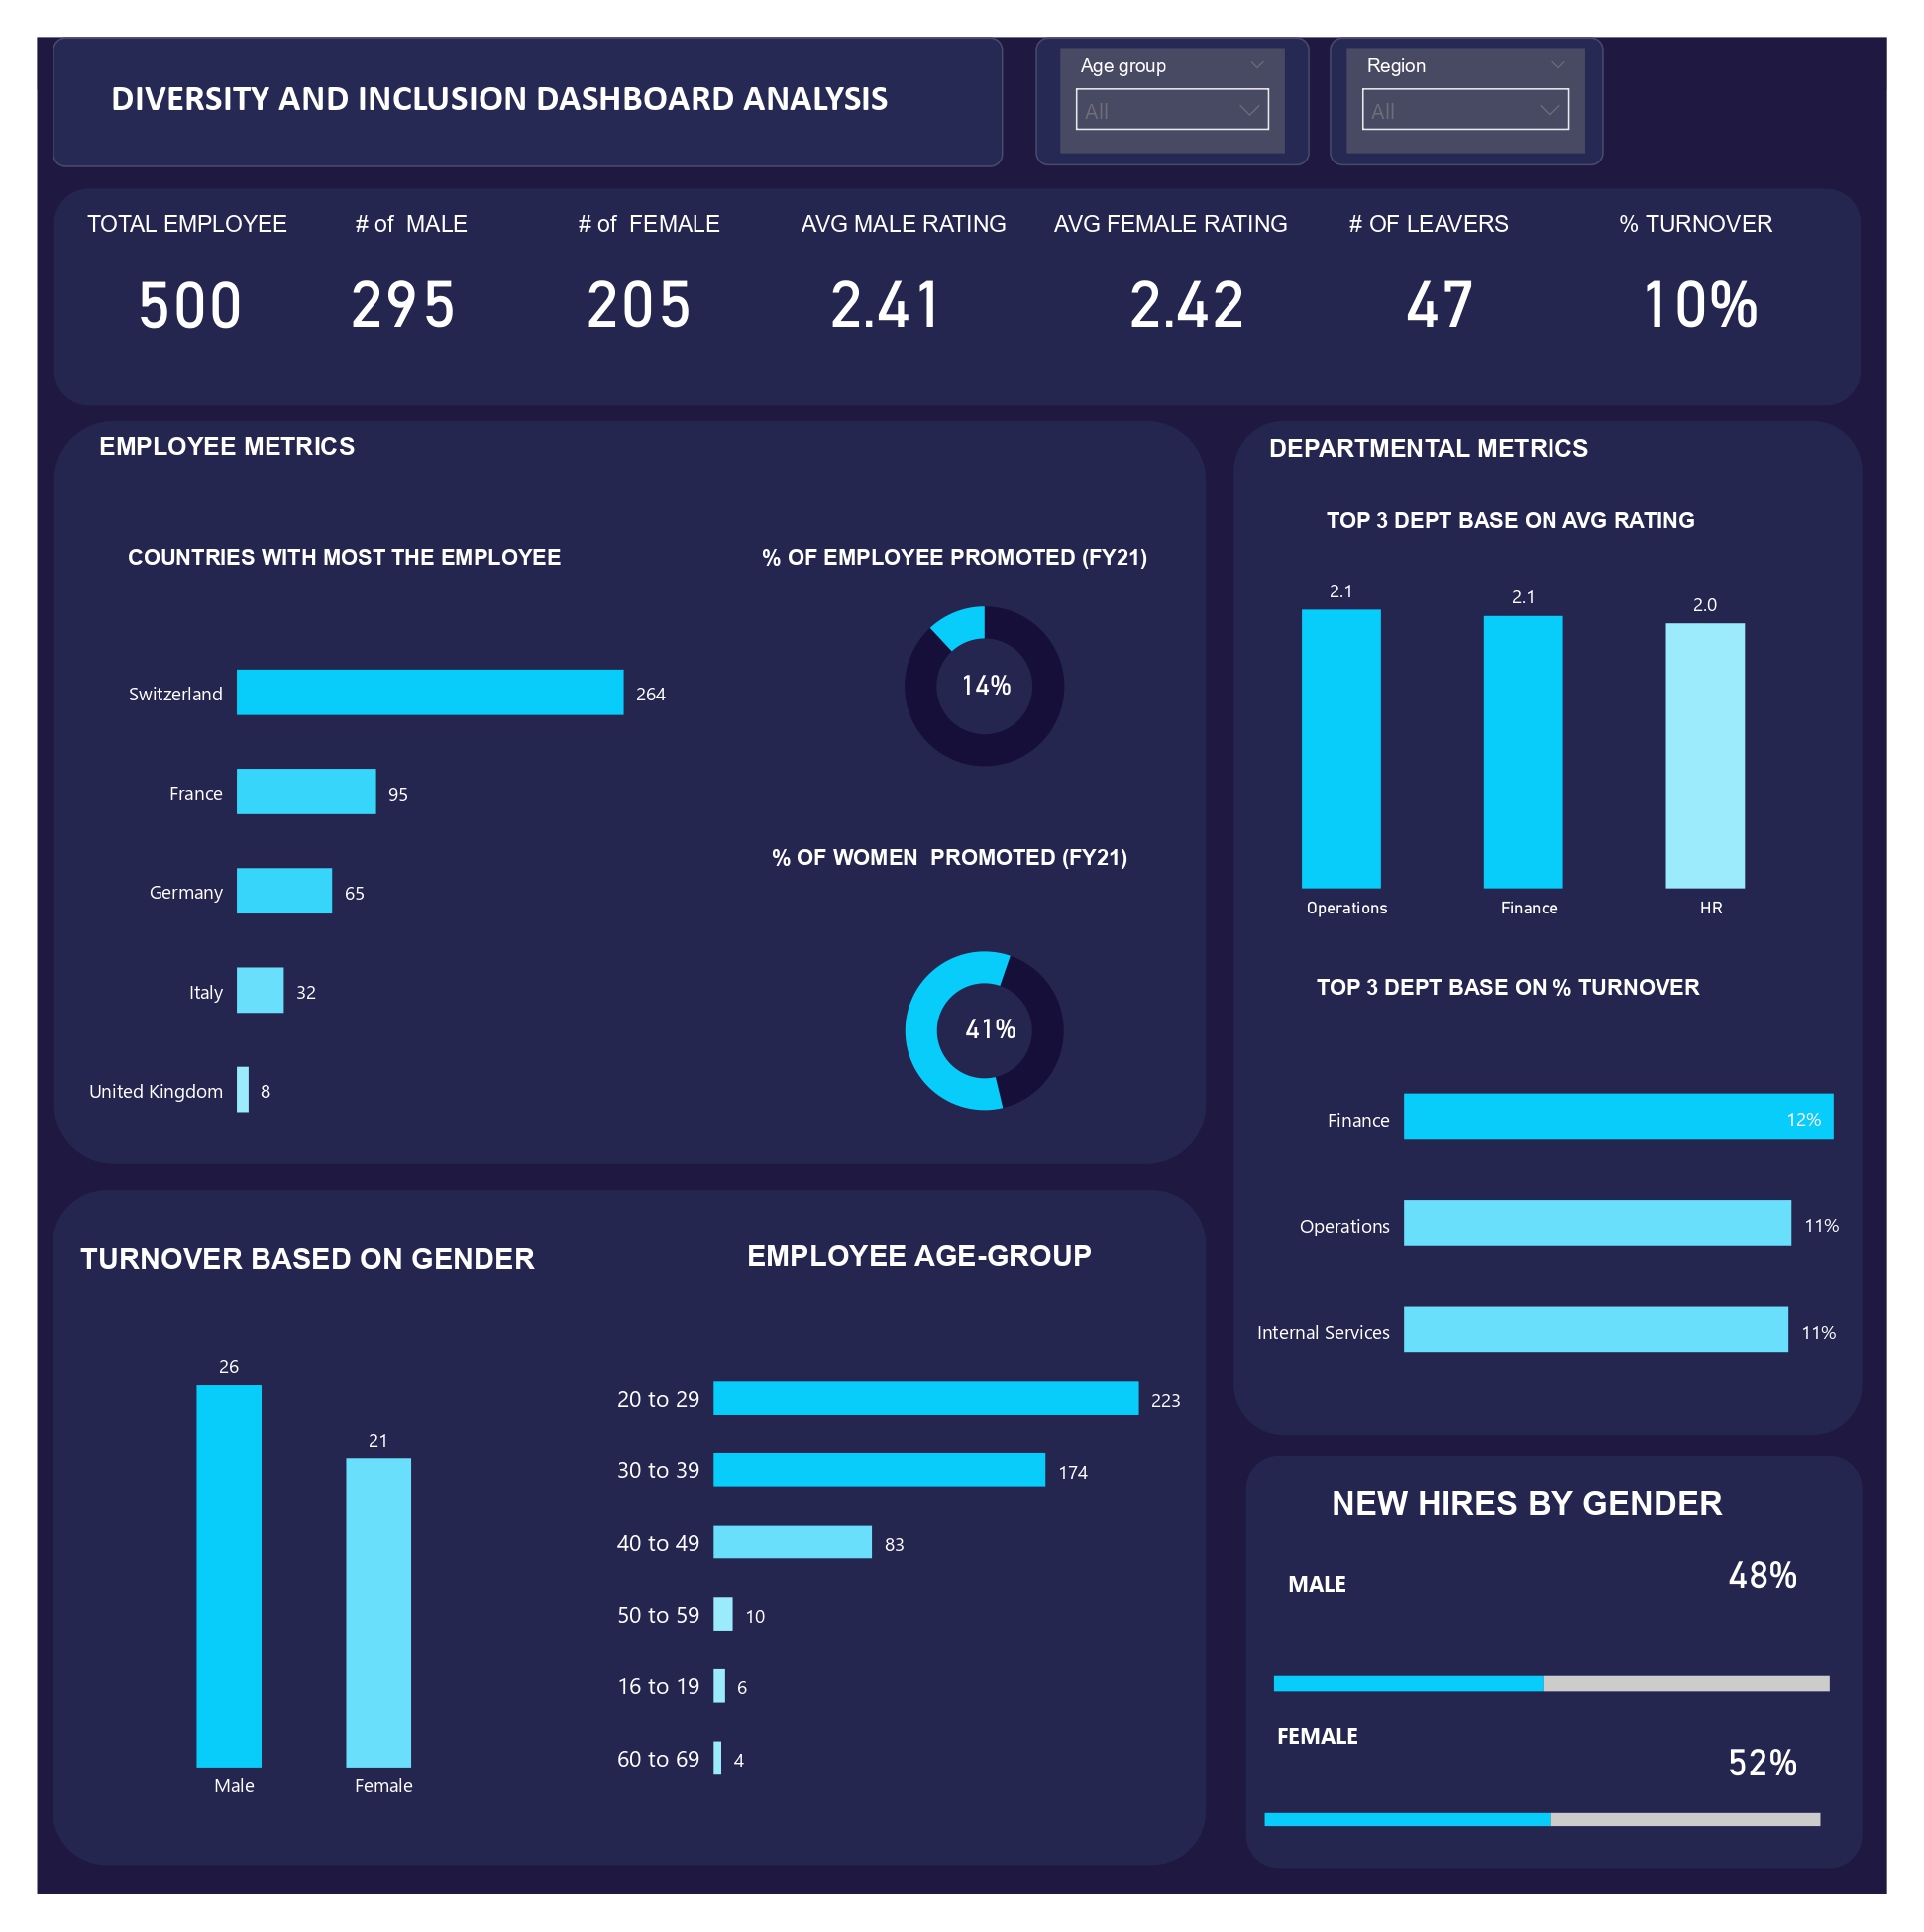 DIVERSITY AND INCLUSION DASHBOARD ANALYSIS
Age group
All
Region
All
TOTAL EMPLOYEE
500
# of  MALE
295
# of  FEMALE
205
AVG MALE RATING
2.41
AVG FEMALE RATING
2.42
# OF LEAVERS
47
% TURNOVER
10%
EMPLOYEE METRICS
COUNTRIES WITH MOST THE EMPLOYEE
Switzerland 264
France 95
Germany 65
Italy 32
United Kingdom 8
% OF EMPLOYEE PROMOTED (FY21)
14%
% OF WOMEN  PROMOTED (FY21)
41%
DEPARTMENTAL METRICS
TOP 3 DEPT BASE ON AVG RATING
2.1 2.1 2.0
Operations Finance HR
TOP 3 DEPT BASE ON % TURNOVER
Finance 12%
Operations 11%
Internal Services 11%
TURNOVER BASED ON GENDER
26
21
Male Female
EMPLOYEE AGE-GROUP
20 to 29 223
30 to 39 174
40 to 49 83
50 to 59 10
16 to 19 6
60 to 69 4
NEW HIRES BY GENDER
MALE 48%
FEMALE
52%